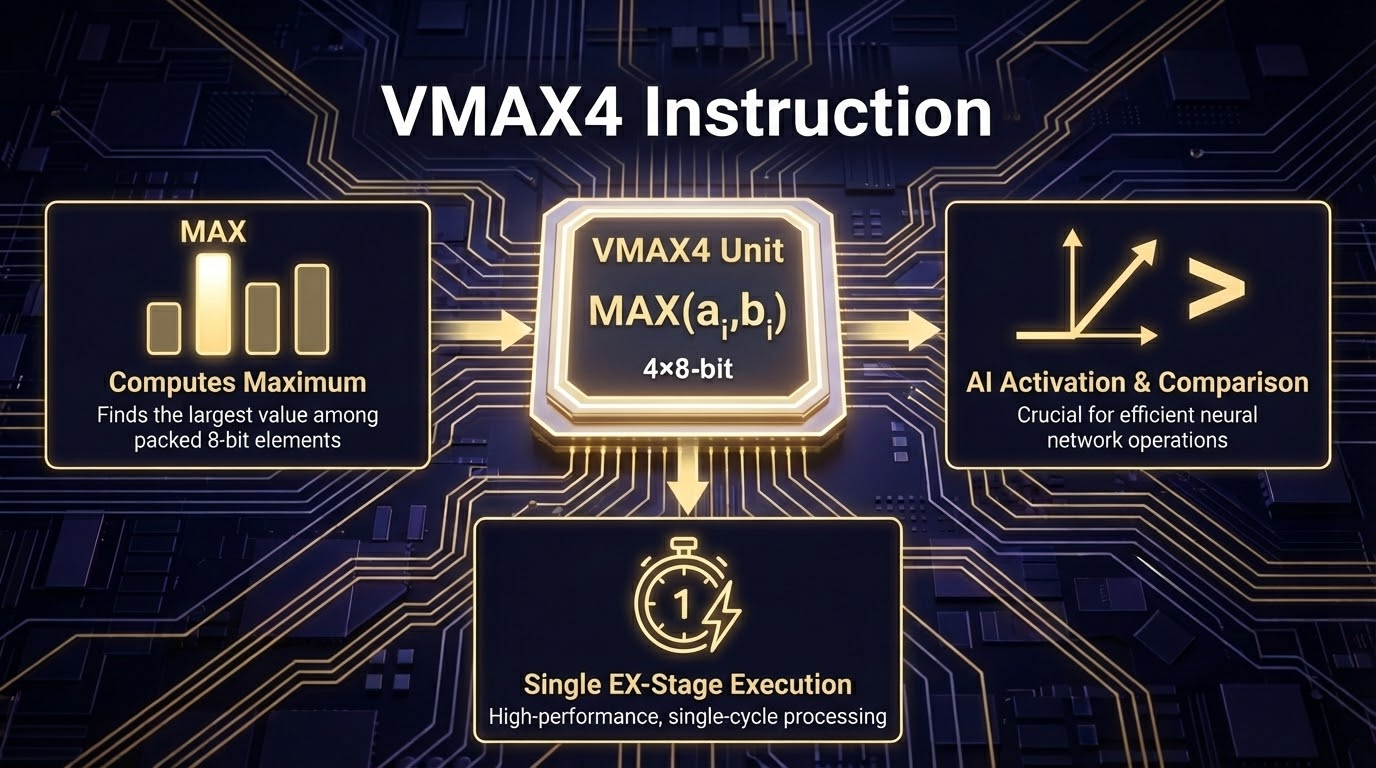 VMAX4 Instruction
MAX
Computes Maximum
Finds the largest value among
packed 8-bit elements
VMAX4 Unit
MAX(aᵢ,bᵢ)
4×8-bit
>
AI Activation & Comparison
Crucial for efficient neural
network operations
1
Single EX-Stage Execution
High-performance, single-cycle processing